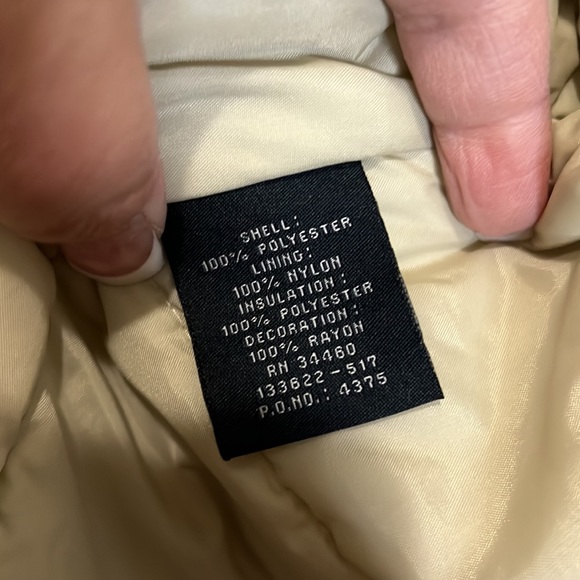 SHELL:
100% POLYESTER
LINING:
100% NYLON
INSULATION:
100% POLYESTER
DECORATION:
100% RAYON
RN 34460
133622-517
P.O.NO.: 4375